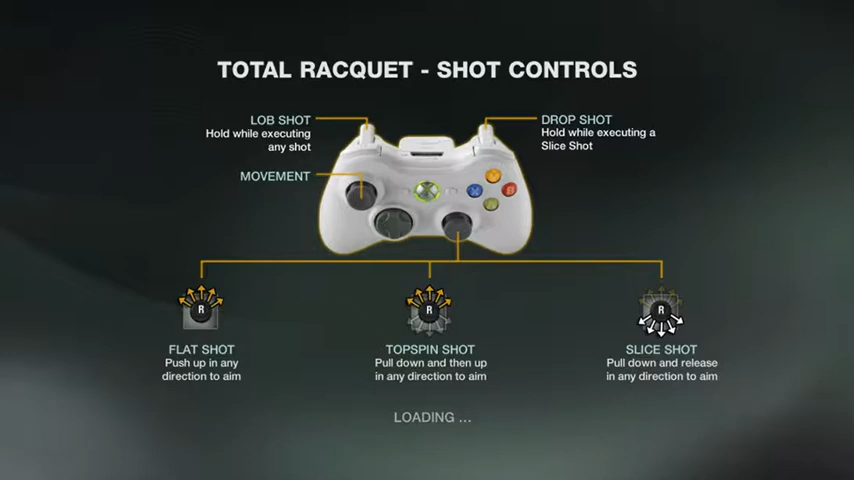 TOTAL RACQUET - SHOT CONTROLS
LOB SHOT
Hold while executing
any shot
DROP SHOT
Hold while executing a
Slice Shot
MOVEMENT
R
R
R
FLAT SHOT
Push up in any
direction to aim
TOPSPIN SHOT
Pull down and then up
in any direction to aim
SLICE SHOT
Pull down and release
in any direction to aim
LOADING ...